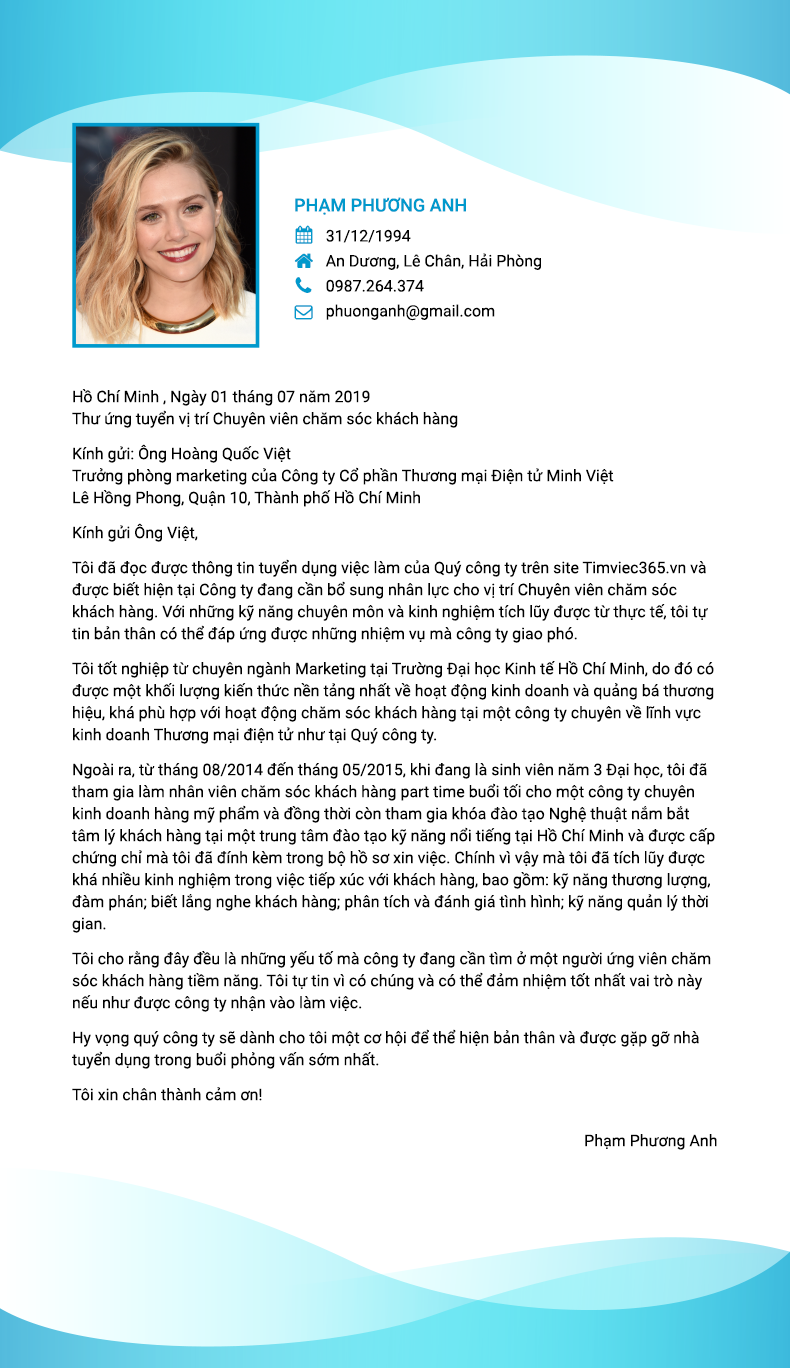 PHẠM PHƯƠNG ANH
31/12/1994
An Dương, Lê Chân, Hải Phòng
0987.264.374
phuonganh@gmail.com
Hồ Chí Minh , Ngày 01 tháng 07 năm 2019
Thư ứng tuyển vị trí Chuyên viên chăm sóc khách hàng
Kính gửi: Ông Hoàng Quốc Việt
Trưởng phòng marketing của Công ty Cổ phần Thương mại Điện tử Minh Việt
Lê Hồng Phong, Quận 10, Thành phố Hồ Chí Minh
Kính gửi Ông Việt,
Tôi đã đọc được thông tin tuyển dụng việc làm của Quý công ty trên site Timviec365.vn và
được biết hiện tại Công ty đang cần bổ sung nhân lực cho vị trí Chuyên viên chăm sóc
khách hàng. Với những kỹ năng chuyên môn và kinh nghiệm tích lũy được từ thực tế, tôi tự
tin bản thân có thể đáp ứng được những nhiệm vụ mà công ty giao phó.
Tôi tốt nghiệp từ chuyên ngành Marketing tại Trường Đại học Kinh tế Hồ Chí Minh, do đó có
được một khối lượng kiến thức nền tảng nhất về hoạt động kinh doanh và quảng bá thương
hiệu, khá phù hợp với hoạt động chăm sóc khách hàng tại một công ty chuyên về lĩnh vực
kinh doanh Thương mại điện tử như tại Quý công ty.
Ngoài ra, từ tháng 08/2014 đến tháng 05/2015, khi đang là sinh viên năm 3 Đại học, tôi đã
tham gia làm nhân viên chăm sóc khách hàng part time buổi tối cho một công ty chuyên
kinh doanh hàng mỹ phẩm và đồng thời còn tham gia khóa đào tạo Nghệ thuật nắm bắt
tâm lý khách hàng tại một trung tâm đào tạo kỹ năng nổi tiếng tại Hồ Chí Minh và được cấp
chứng chỉ mà tôi đã đính kèm trong bộ hồ sơ xin việc. Chính vì vậy mà tôi đã tích lũy được
khá nhiều kinh nghiệm trong việc tiếp xúc với khách hàng, bao gồm: kỹ năng thương lượng,
đàm phán; biết lắng nghe khách hàng; phân tích và đánh giá tình hình; kỹ năng quản lý thời
gian.
Tôi cho rằng đây đều là những yếu tố mà công ty đang cần tìm ở một người ứng viên chăm
sóc khách hàng tiềm năng. Tôi tự tin vì có chúng và có thể đảm nhiệm tốt nhất vai trò này
nếu như được công ty nhận vào làm việc.
Hy vọng quý công ty sẽ dành cho tôi một cơ hội để thể hiện bản thân và được gặp gỡ nhà
tuyển dụng trong buổi phỏng vấn sớm nhất.
Tôi xin chân thành cảm ơn!
Phạm Phương Anh